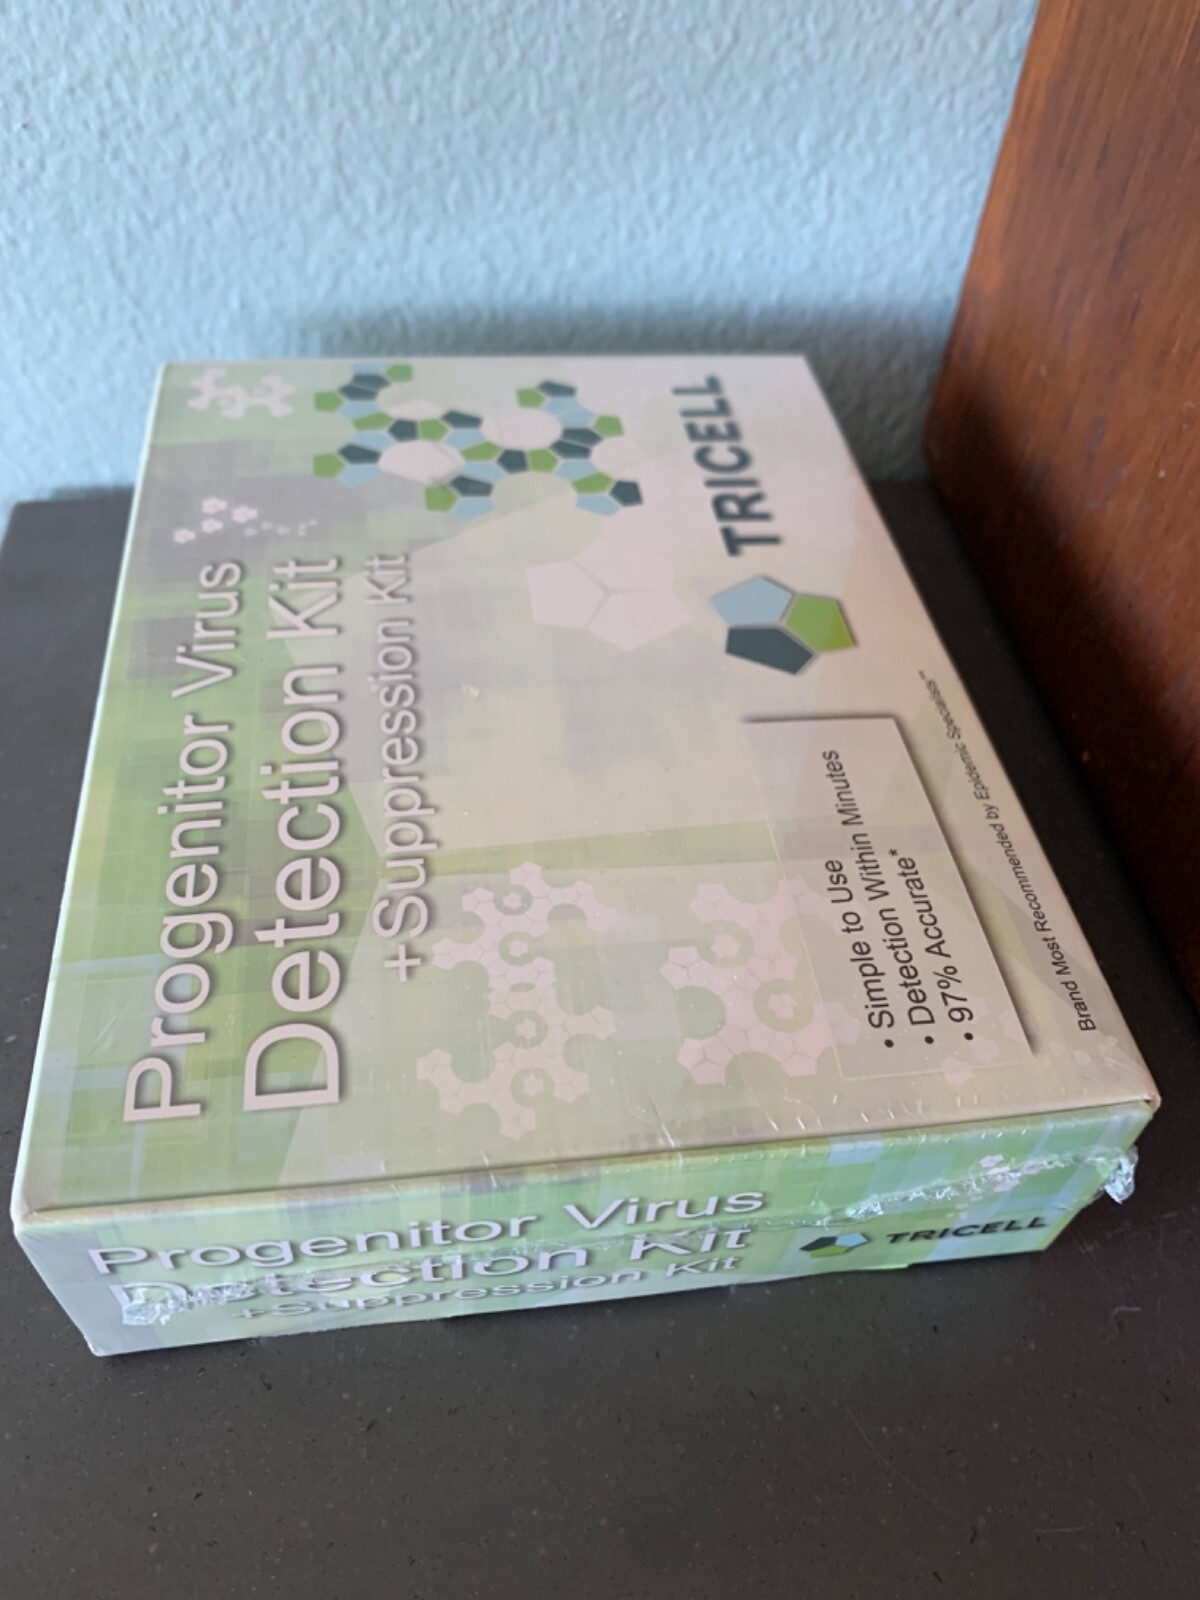 Progenitor Virus
Detection Kit
+Suppression Kit
TRICELL
• Simple to Use
• Detection Within Minutes
• 97% Accurate*
Brand Most Recommended by Epidemic Specialists™
Progenitor Virus
Detection Kit
+Suppression Kit
TRICELL